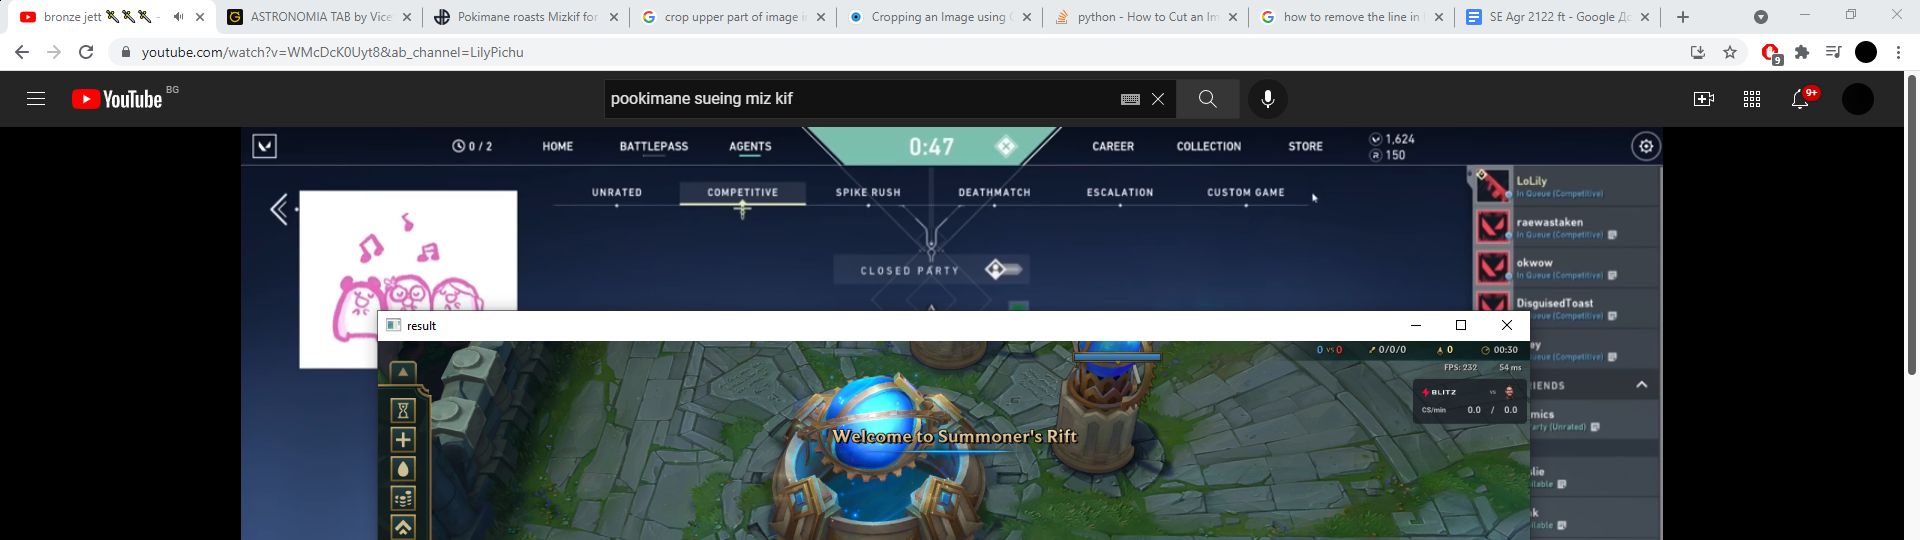 bronze jett
ASTRONOMIA TAB by Vice
Pokimane roasts Mizkif for
crop upper part of image i
Cropping an Image using
python - How to Cut an Im
how to remove the line in
SE Agr 2122 ft - Google До
youtube.com/watch?v=WMcDcK0Uyt8&ab_channel=LilyPichu
9
YouTube BG
pookimane sueing miz kif
9+
0 / 2
HOME
BATTLEPASS
AGENTS
0:47
CAREER
COLLECTION
STORE
1,624
R 150
UNRATED
COMPETITIVE
SPIKE RUSH
DEATHMATCH
ESCALATION
CUSTOM GAME
CLOSED PARTY
LoLily
In Queue (Competitive)
raewastaken
In Queue (Competitive)
okwow
In Queue (Competitive)
DisguisedToast
In Queue (Competitive)
ey
ueue (Competitive)
RIENDS
mics
arty (Unrated)
lie
ilable
k
ilable
result
0 vs 0
0/0/0
0
00:30
FPS: 232
54 ms
BLITZ
vs
CS/min
0.0 / 0.0
Welcome to Summoner's Rift